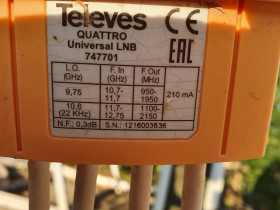 Televes CE
QUATTRO
Universal LNB
747701
EAC
L.O. (GHz) F. In (GHz) F. Out (MHz)
9,75 10,7-11,7 950-1950 210 mA
10,6 (22 KHz) 11,7-12,75 1100-2150
N.F.: 0,3dB S.N.: 1216003636